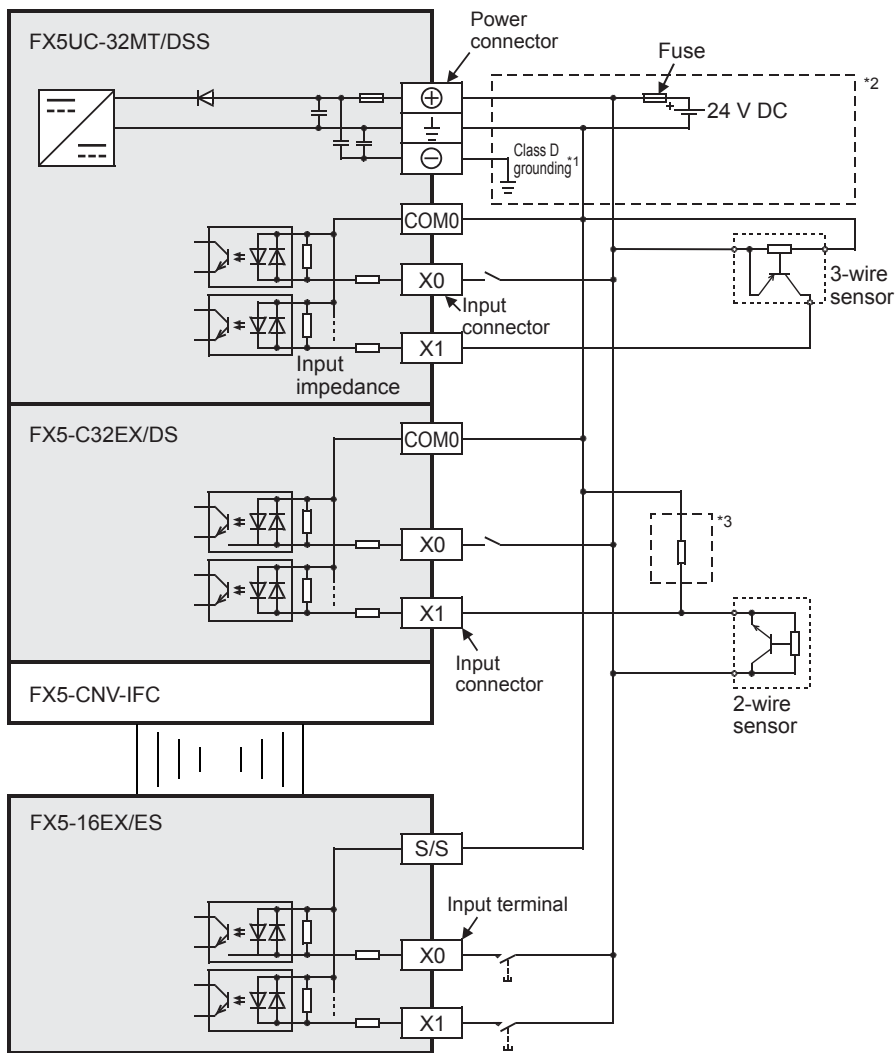 FX5UC-32MT/DSS
Power
connector
Fuse
*2
+
24 V DC
Class D
grounding*1
COM0
X0
Input
connector
3-wire
sensor
X1
Input
impedance
FX5-C32EX/DS
COM0
*3
X0
X1
Input
connector
2-wire
sensor
FX5-CNV-IFC
FX5-16EX/ES
S/S
Input terminal
X0
X1